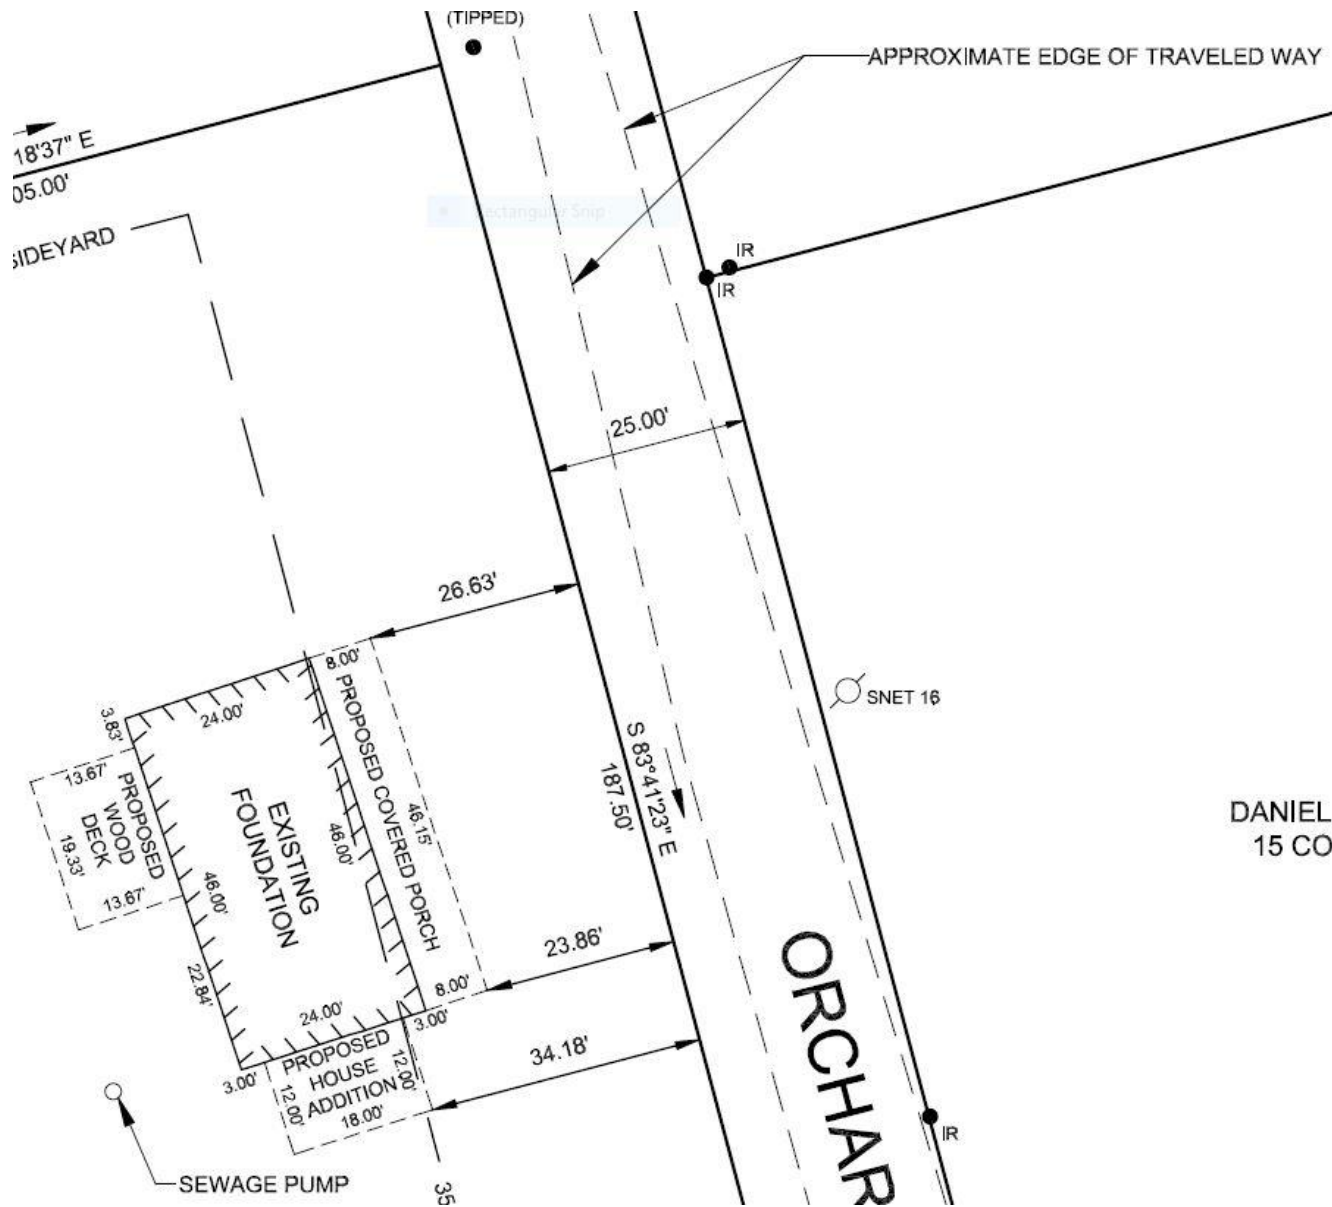 (TIPPED)
APPROXIMATE EDGE OF TRAVELED WAY
18'37" E
05.00'
SIDEYARD
Rectangular Snip
IR
IR
25.00'
26.63'
8.00'
SNET 16
24.00'
3.83'
PROPOSED COVERED PORCH
46.15'
S 83°41'23" E
187.50'
13.67'
PROPOSED
WOOD
DECK
19.33'
13.67'
EXISTING
FOUNDATION
46.00'
46.00'
DANIEL
15 CO
22.84'
23.86'
8.00'
24.00'
3.00'
34.18'
ORCHAR
3.00'
PROPOSED
HOUSE
ADDITION
12.00'
12.00'
18.00'
IR
SEWAGE PUMP
35